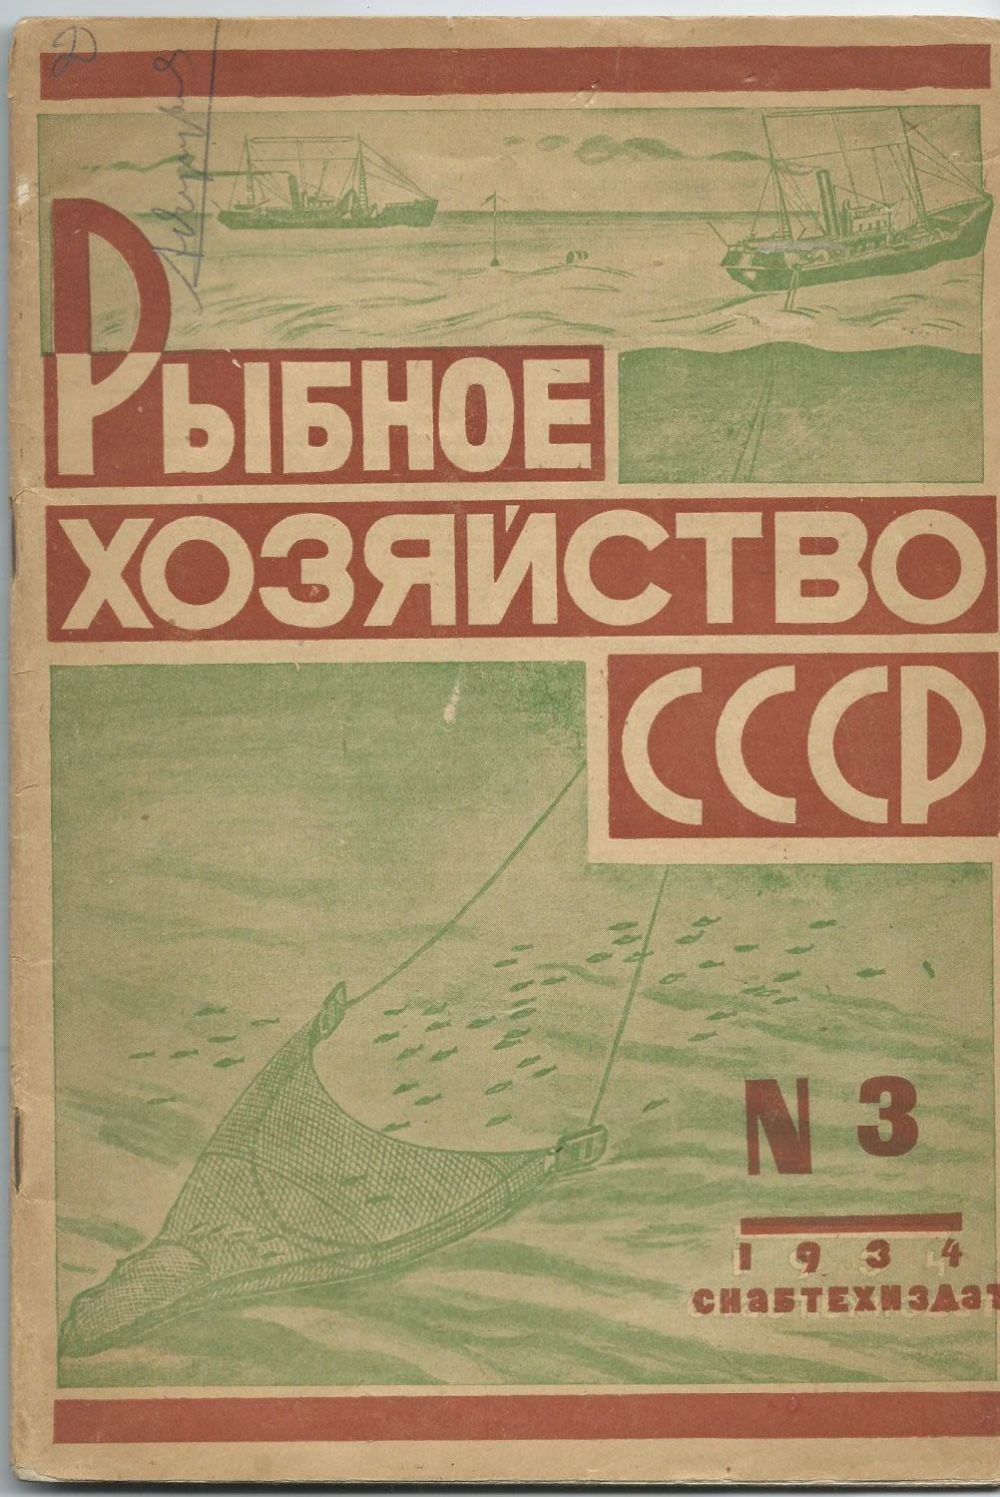 РЫБНОЕ
ХОЗЯЙСТВО
СССР
N 3
1934
СНАБТЕХИЗДАТ